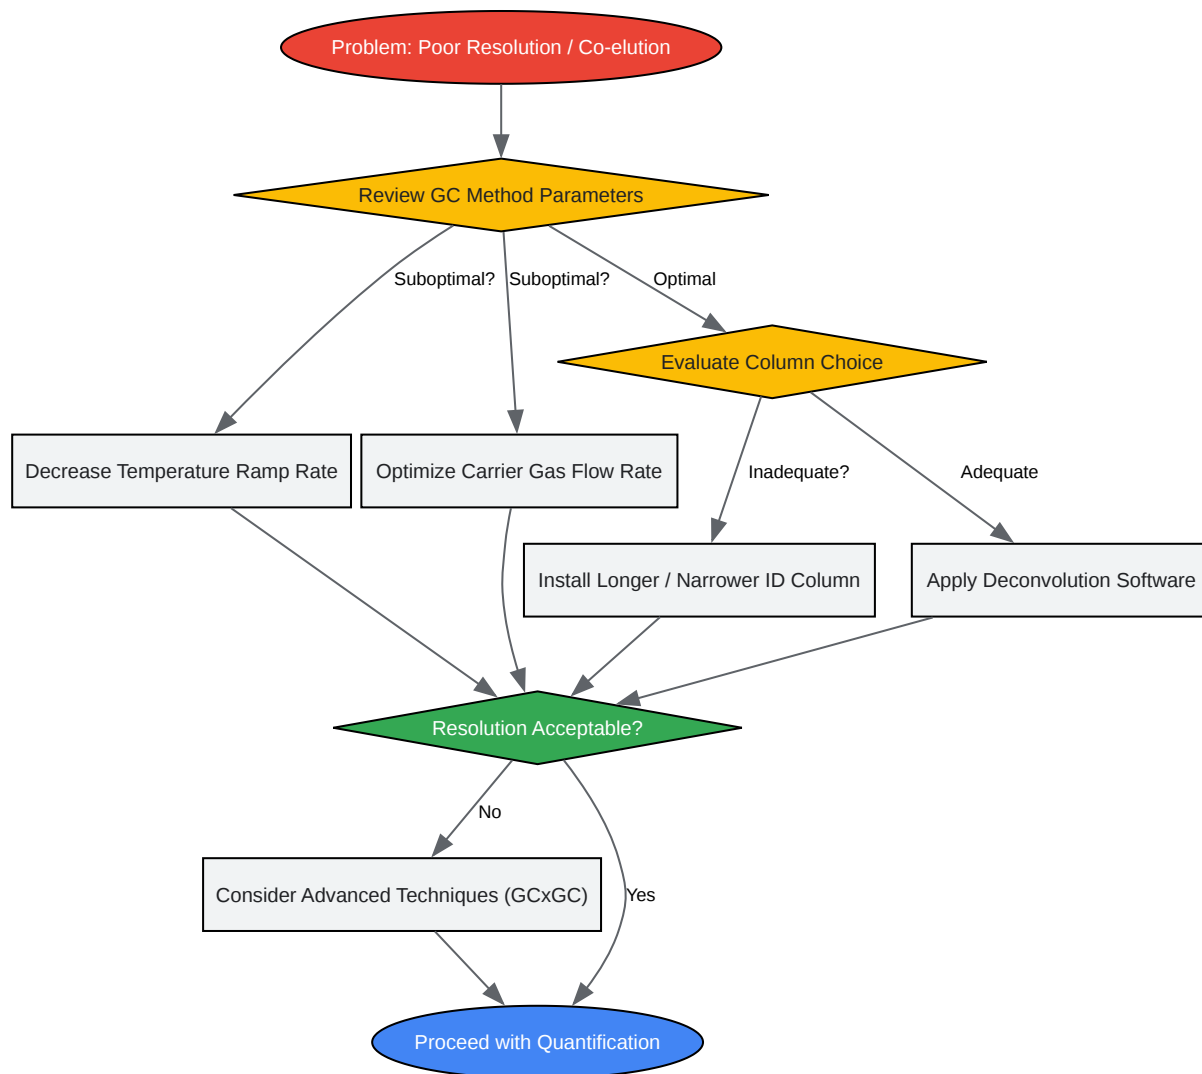 Problem: Poor Resolution / Co-elution
Review GC Method Parameters
Suboptimal?
Suboptimal?
Optimal
Evaluate Column Choice
Decrease Temperature Ramp Rate
Optimize Carrier Gas Flow Rate
Inadequate?
Adequate
Install Longer / Narrower ID Column
Apply Deconvolution Software
Resolution Acceptable?
No
Consider Advanced Techniques (GCxGC)
Yes
Proceed with Quantification